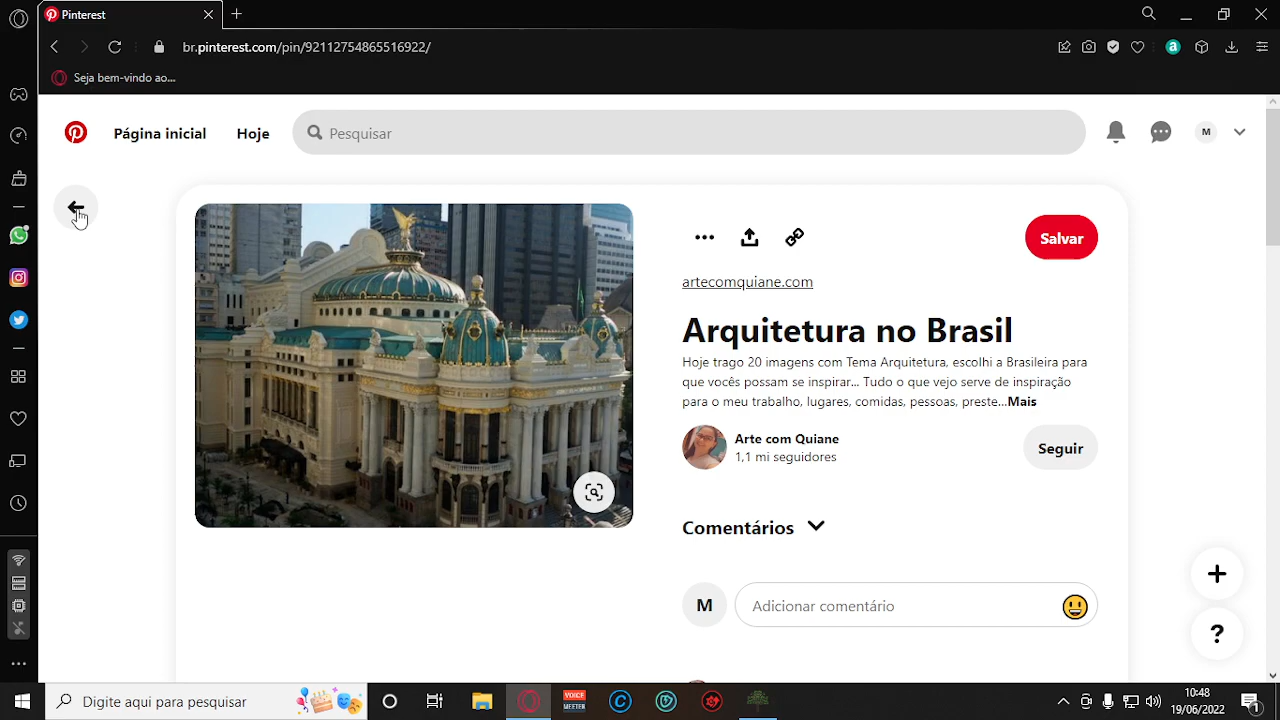 Pinterest
br.pinterest.com/pin/92112754865516922/
Seja bem-vindo ao...
Página inicial
Hoje
Pesquisar
M
Salvar
artecomquiane.com
Arquitetura no Brasil
Hoje trago 20 imagens com Tema Arquitetura, escolhi a Brasileira para
que vocês possam se inspirar... Tudo o que vejo serve de inspiração
para o meu trabalho, lugares, comidas, pessoas, preste...Mais
Arte com Quiane
1,1 mi seguidores
Seguir
Comentários
M
Adicionar comentário
?
Digite aqui para pesquisar
VOICE
MEETER
10:48
19/06/2022
1